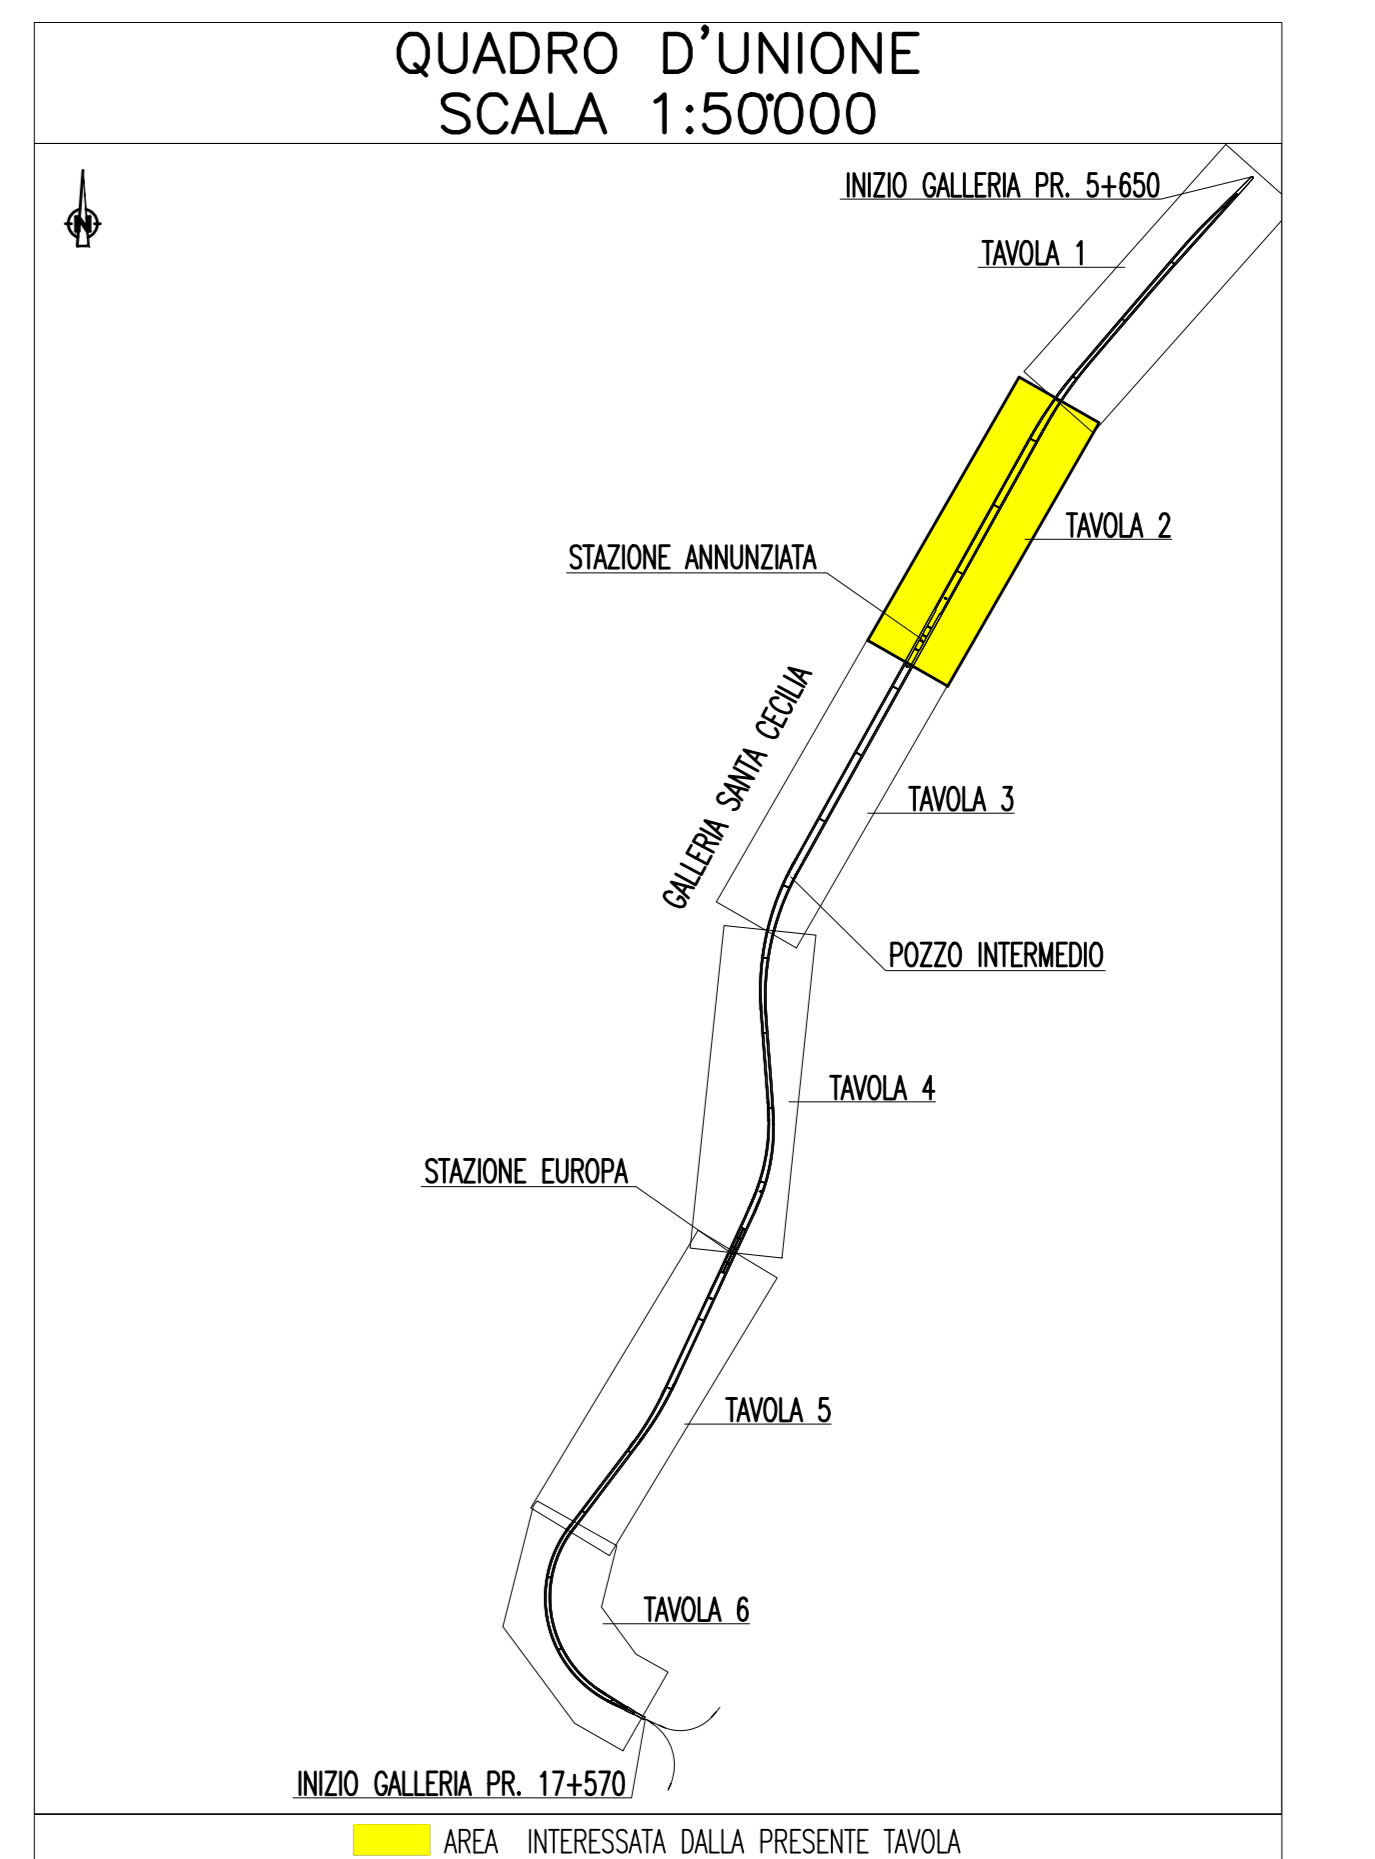 QUADRO D'UNIONE
SCALA 1:50'000
N
INIZIO GALLERIA PR. 5+650
TAVOLA 1
TAVOLA 2
STAZIONE ANNUNZIATA
GALLERIA SANTA CECILIA
TAVOLA 3
POZZO INTERMEDIO
TAVOLA 4
STAZIONE EUROPA
TAVOLA 5
TAVOLA 6
INIZIO GALLERIA PR. 17+570
AREA INTERESSATA DALLA PRESENTE TAVOLA